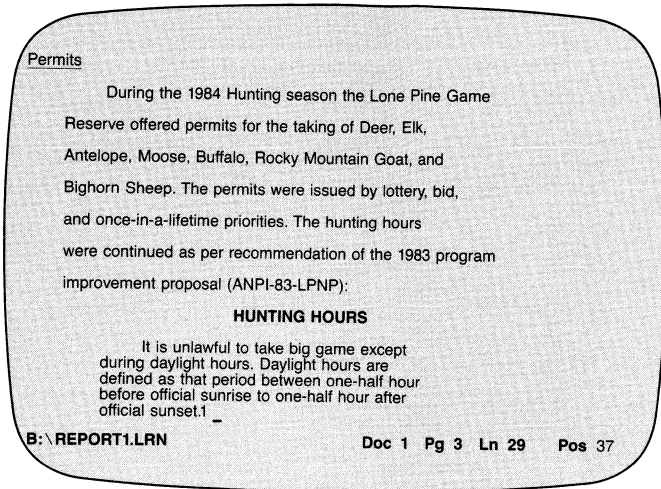 Permits
During the 1984 Hunting season the Lone Pine Game
Reserve offered permits for the taking of Deer, Elk,
Antelope, Moose, Buffalo, Rocky Mountain Goat, and
Bighorn Sheep. The permits were issued by lottery, bid,
and once-in-a-lifetime priorities. The hunting hours
were continued as per recommendation of the 1983 program
improvement proposal (ANPI-83-LPNP):
HUNTING HOURS
It is unlawful to take big game except
during daylight hours. Daylight hours are
defined as that period between one-half hour
before official sunrise to one-half hour after
official sunset.1
B:\REPORT1.LRN Doc 1 Pg 3 Ln 29 Pos 37